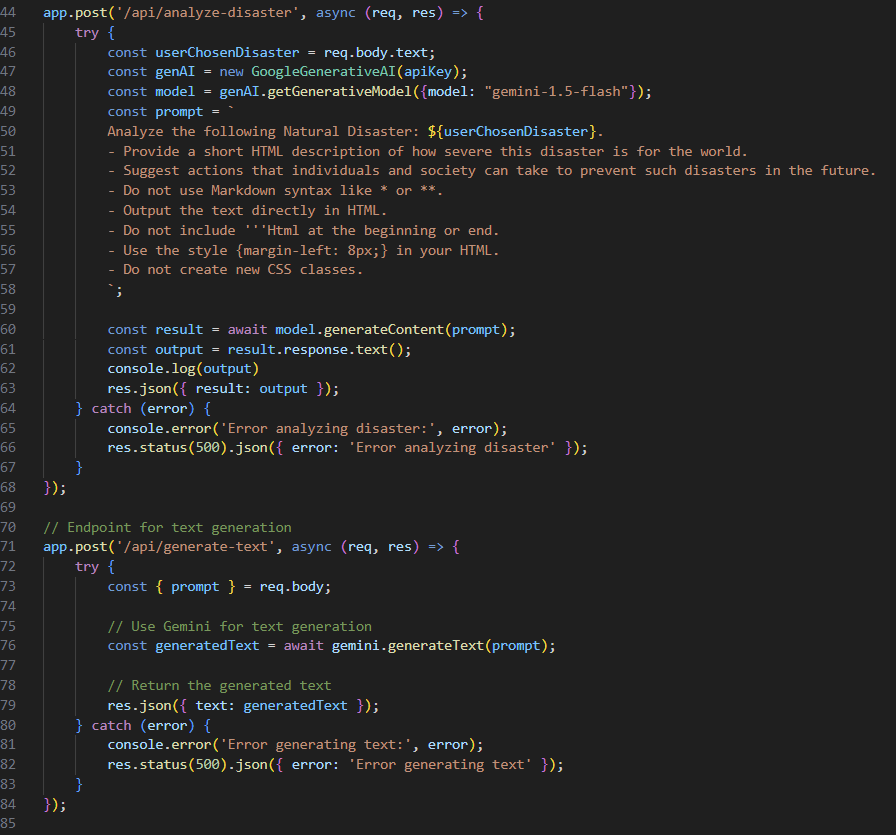 44 app.post('/api/analyze-disaster', async (req, res) => {
45     try {
46         const userChosenDisaster = req.body.text;
47         const genAI = new GoogleGenerativeAI(apiKey);
48         const model = genAI.getGenerativeModel({model: "gemini-1.5-flash"});
49         const prompt = `
50         Analyze the following Natural Disaster: ${userChosenDisaster}.
51         - Provide a short HTML description of how severe this disaster is for the world.
52         - Suggest actions that individuals and society can take to prevent such disasters in the future.
53         - Do not use Markdown syntax like * or **.
54         - Output the text directly in HTML.
55         - Do not include '''Html at the beginning or end.
56         - Use the style {margin-left: 8px;} in your HTML.
57         - Do not create new CSS classes.
58         `;
59
60         const result = await model.generateContent(prompt);
61         const output = result.response.text();
62         console.log(output)
63         res.json({ result: output });
64     } catch (error) {
65         console.error('Error analyzing disaster:', error);
66         res.status(500).json({ error: 'Error analyzing disaster' });
67     }
68 });
69
70 // Endpoint for text generation
71 app.post('/api/generate-text', async (req, res) => {
72     try {
73         const { prompt } = req.body;
74
75         // Use Gemini for text generation
76         const generatedText = await gemini.generateText(prompt);
77
78         // Return the generated text
79         res.json({ text: generatedText });
80     } catch (error) {
81         console.error('Error generating text:', error);
82         res.status(500).json({ error: 'Error generating text' });
83     }
84 });
85